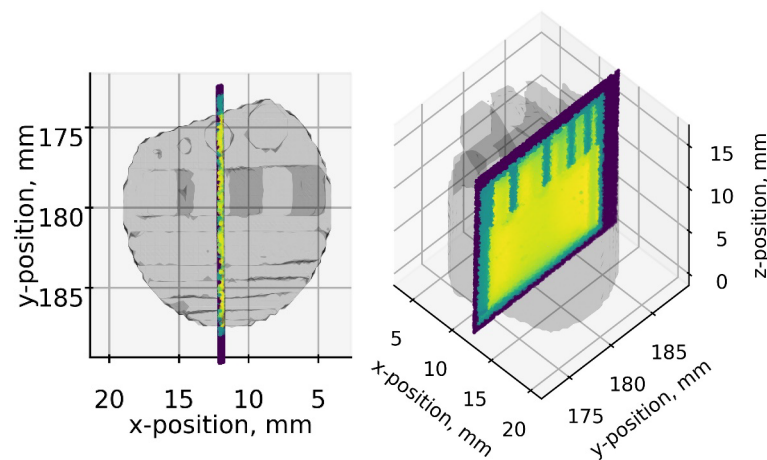 175
180
185
y-position, mm
20 15 10 5
x-position, mm
15
10
5
0
z-position, mm
5
10
15
20
x-position, mm
185
180
175
y-position, mm